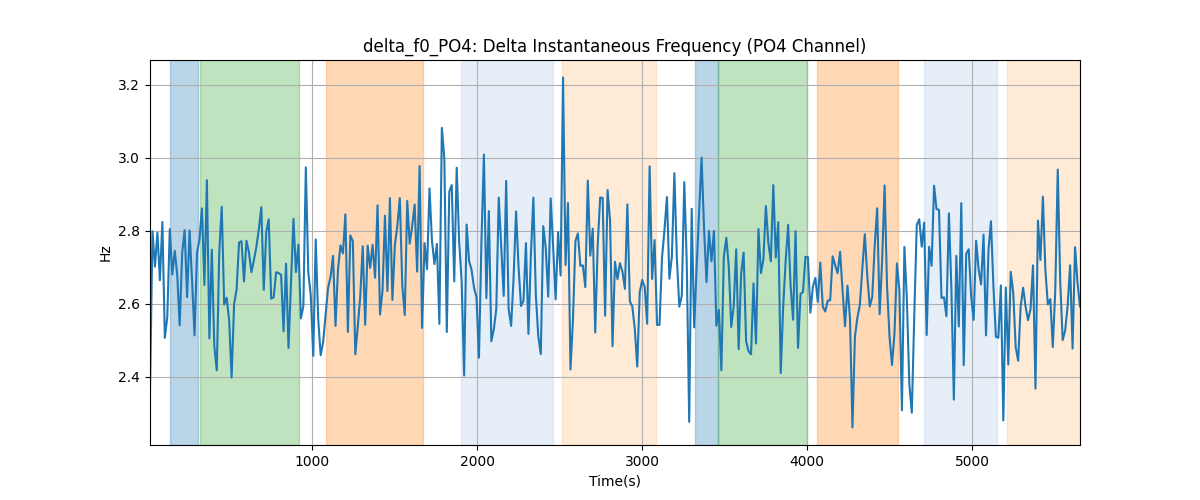 delta_f0_PO4: Delta Instantaneous Frequency (PO4 Channel)
3.2
3.0
2.8
2.6
2.4
Hz
1000 2000 3000 4000 5000
Time(s)